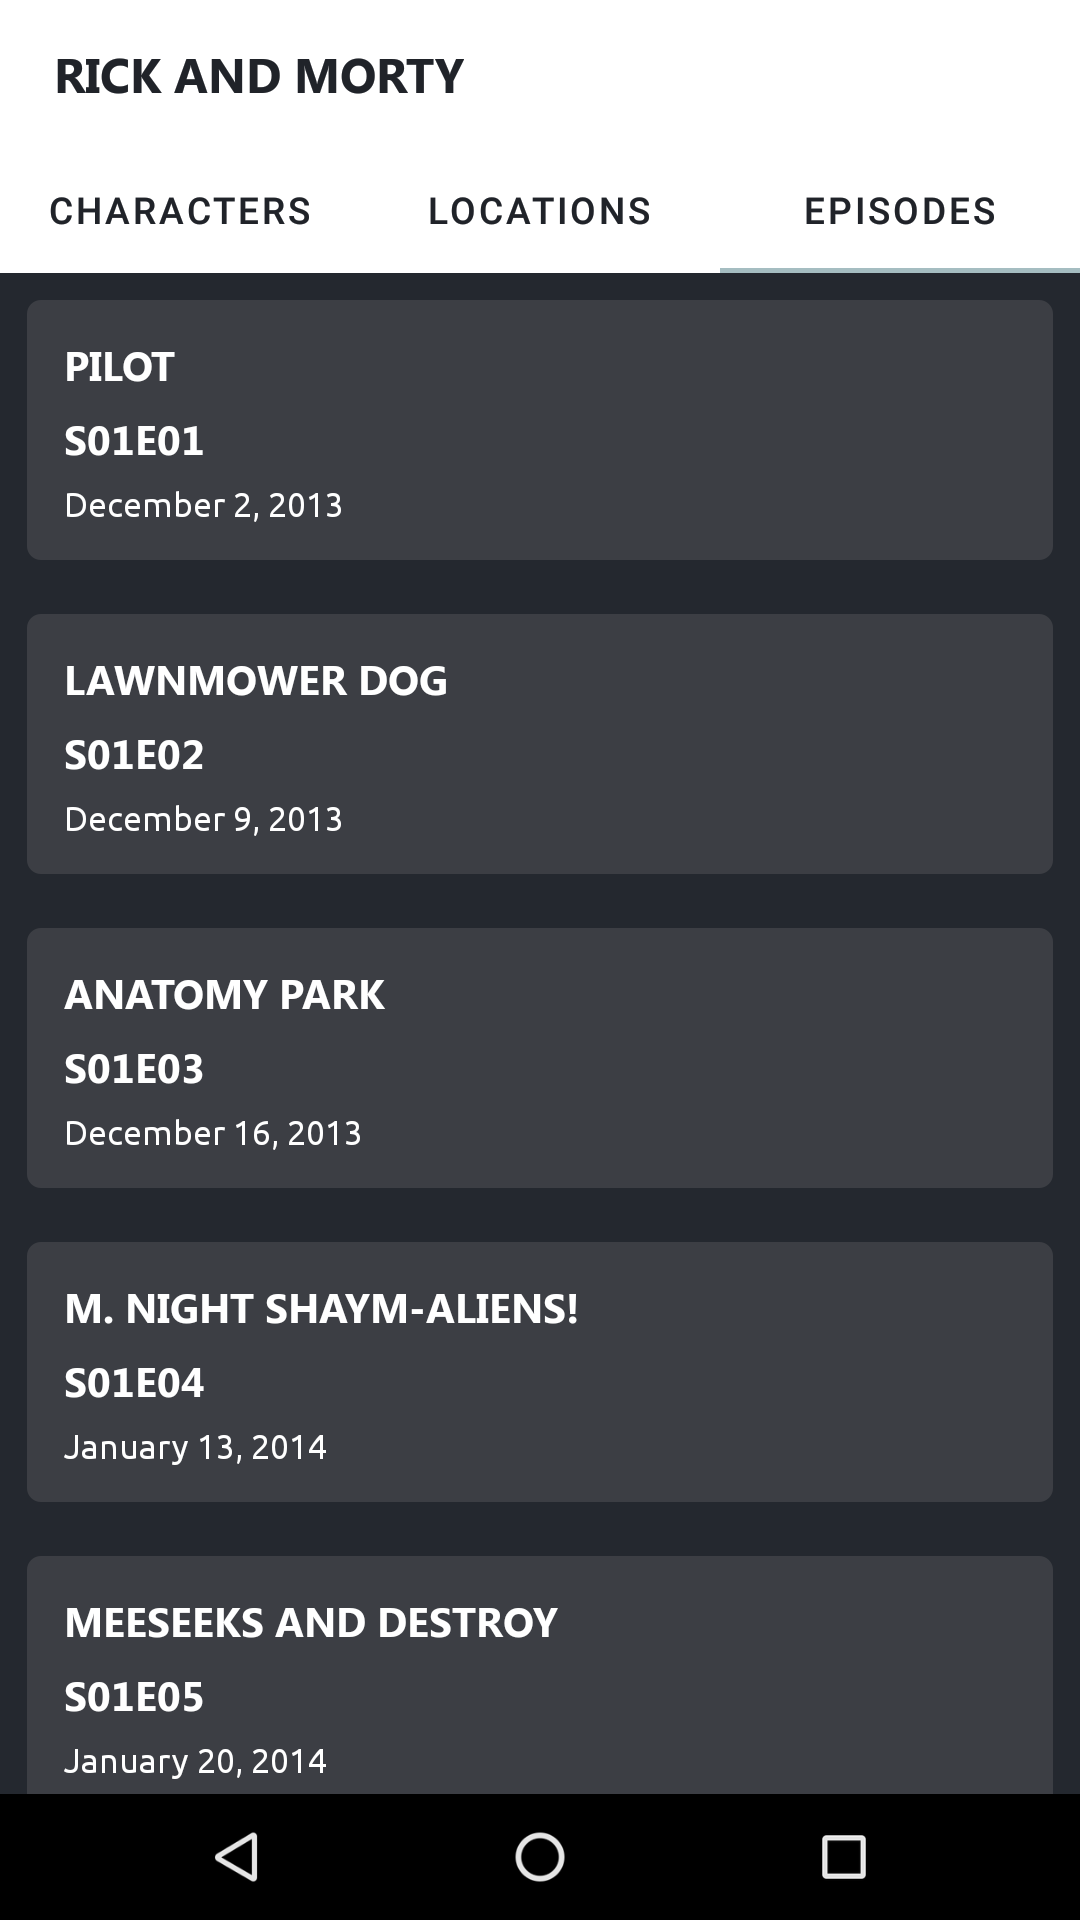 RICK AND MORTY
CHARACTERS LOCATIONS EPISODES
PILOT
S01E01
December 2, 2013
LAWNMOWER DOG
S01E02
December 9, 2013
ANATOMY PARK
S01E03
December 16, 2013
M. NIGHT SHAYM-ALIENS!
S01E04
January 13, 2014
MEESEEKS AND DESTROY
S01E05
January 20, 2014